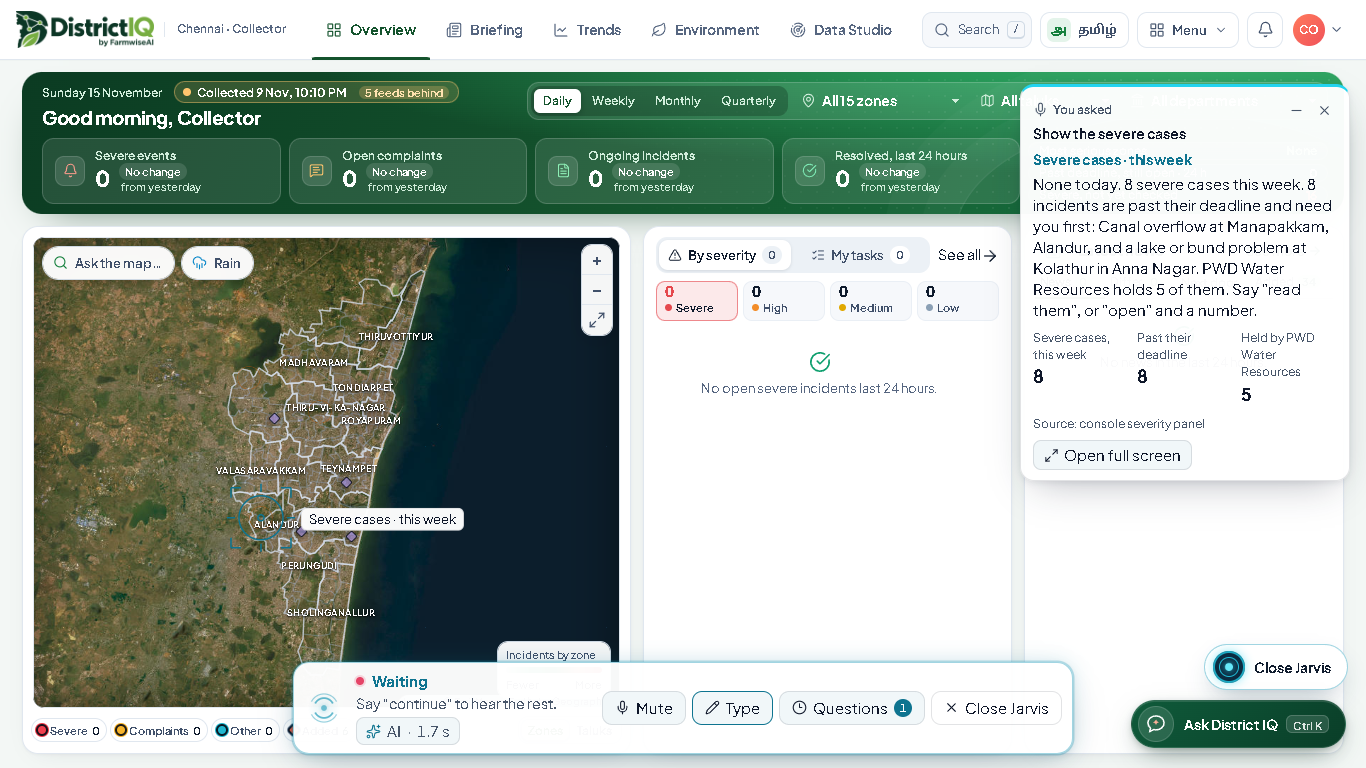 DistrictIQ
by FarmwiseAI
Chennai · Collector
Overview
Briefing
Trends
Environment
Data Studio
Search /
அ தமிழ்
Menu
CO
Sunday 15 November
Collected 9 Nov, 10:10 PM 5 feeds behind
Good morning, Collector
Daily Weekly Monthly Quarterly
All 15 zones
Severe events
0 No change
from yesterday
Open complaints
0 No change
from yesterday
Ongoing incidents
0 No change
from yesterday
Resolved, last 24 hours
0 No change
from yesterday
You asked
Show the severe cases
Severe cases · this week
None today. 8 severe cases this week. 8
incidents are past their deadline and need
you first: Canal overflow at Manapakkam,
Alandur, and a lake or bund problem at
Kolathur in Anna Nagar. PWD Water
Resources holds 5 of them. Say "read
them", or "open" and a number.
Severe cases,
this week
8
Past their
deadline
8
Held by PWD
Water
Resources
5
Source: console severity panel
Open full screen
Ask the map...
Rain
+
−
THIRUVOTTIYUR
MADHAVARAM
TONDIARPET
THIRU-VI-KA-NAGAR
ROYAPURAM
VALASARAVAKKAM
TEYNAMPET
ALANDUR
Severe cases · this week
PERUNGUDI
SHOLINGANALLUR
Incidents by zone
Severe 0
Complaints 0
Other 0
By severity 0
My tasks 0
See all
0
Severe
0
High
0
Medium
0
Low
No open severe incidents last 24 hours.
Waiting
Say "continue" to hear the rest.
AI · 1.7 s
Mute
Type
Questions 1
Close Jarvis
Close Jarvis
Ask District IQ Ctrl K